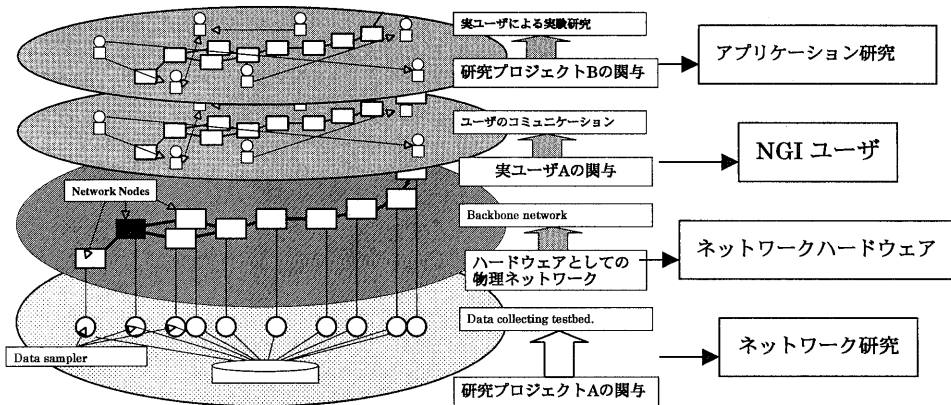 実ユーザによる実験研究
研究プロジェクトBの関与
アプリケーション研究
ユーザのコミュニケーション
実ユーザAの関与
NGI ユーザ
Network Nodes
Backbone network
ハードウェアとしての
物理ネットワーク
ネットワークハードウェア
Data collecting testbed.
研究プロジェクトAの関与
ネットワーク研究
Data sampler